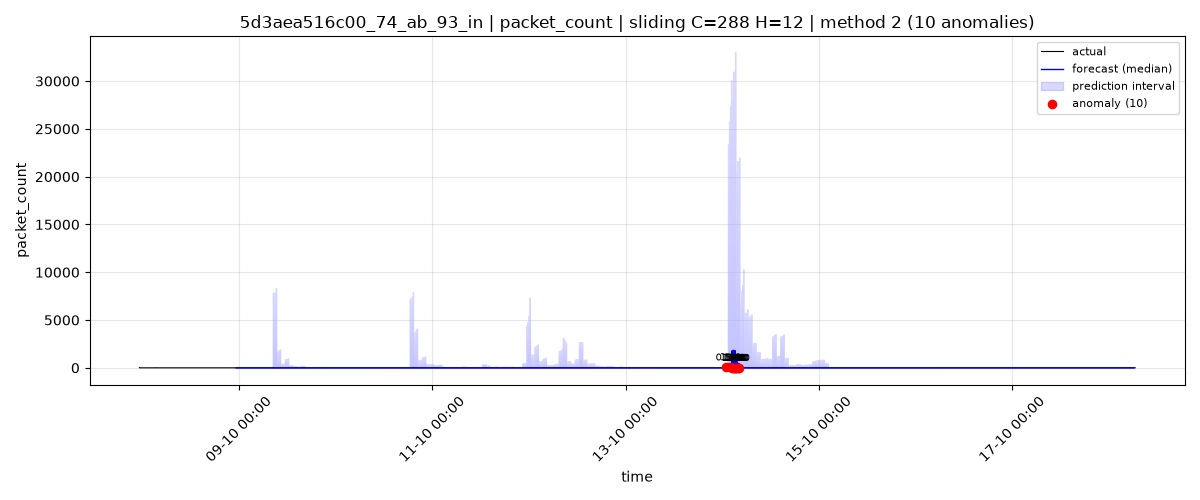 5d3aea516c00_74_ab_93_in | packet_count | sliding C=288 H=12 | method 2 (10 anomalies)
actual
forecast (median)
prediction interval
anomaly (10)
packet_count
30000
25000
20000
15000
10000
5000
0
09-10 00:00
11-10 00:00
13-10 00:00
15-10 00:00
17-10 00:00
time